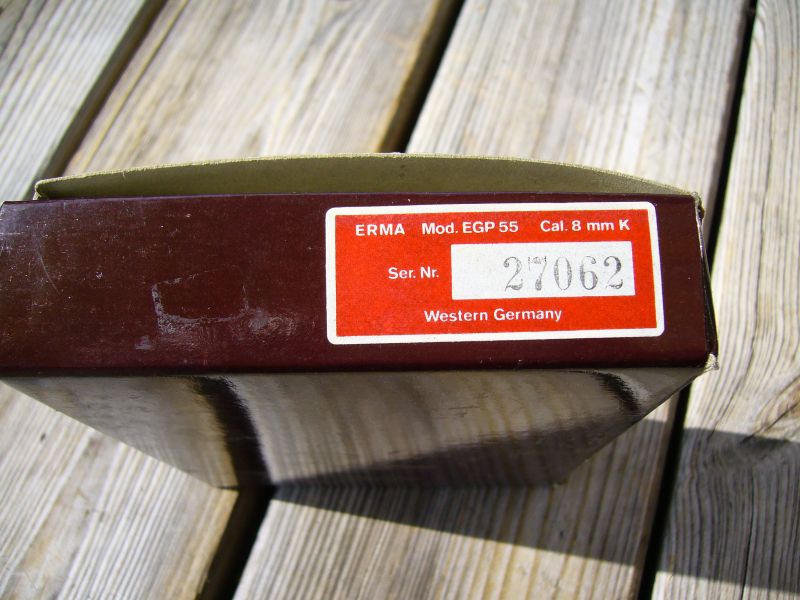 ERMA Mod. EGP 55 Cal. 8 mm K
Ser. Nr. 27062
Western Germany